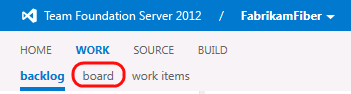 Team Foundation Server 2012 / FabrikamFiber
HOME WORK SOURCE BUILD
backlog board work items